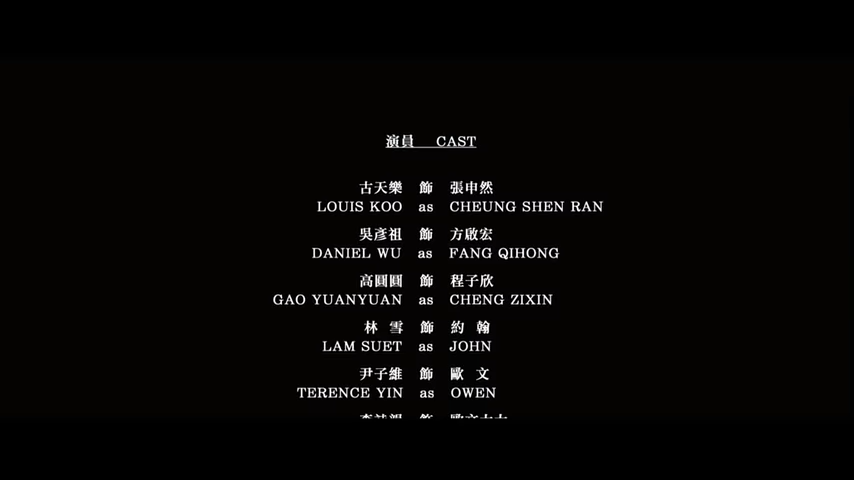 演員 CAST
古天樂 飾 張申然
LOUIS KOO as CHEUNG SHEN RAN
吳彥祖 飾 方啟宏
DANIEL WU as FANG QIHONG
高圓圓 飾 程子欣
GAO YUANYUAN as CHENG ZIXIN
林 雪 飾 約 翰
LAM SUET as JOHN
尹子維 飾 歐 文
TERENCE YIN as OWEN